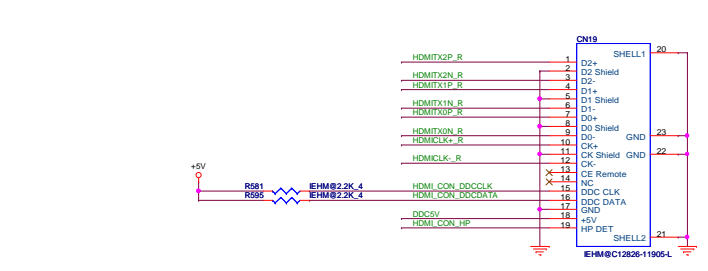 CN19
SHELL1 20
HDMITX2P_R 1 D2+
2 D2 Shield
HDMITX2N_R 3 D2-
HDMITX1P_R 4 D1+
5 D1 Shield
HDMITX1N_R 6 D1-
HDMITX0P_R 7 D0+
8 D0 Shield
HDMITX0N_R 9 D0- GND 23
HDMICLK+_R 10 CK+
11 CK Shield GND 22
HDMICLK-_R 12 CK-
+5V 13 CE Remote
14 NC
R581 IEHM@2.2K_4 HDMI_CON_DDCCLK 15 DDC CLK
R595 IEHM@2.2K_4 HDMI_CON_DDCDATA 16 DDC DATA
17 GND
DDC5V 18 +5V
HDMI_CON_HP 19 HP DET
SHELL2 21
IEHM@C12826-11905-L